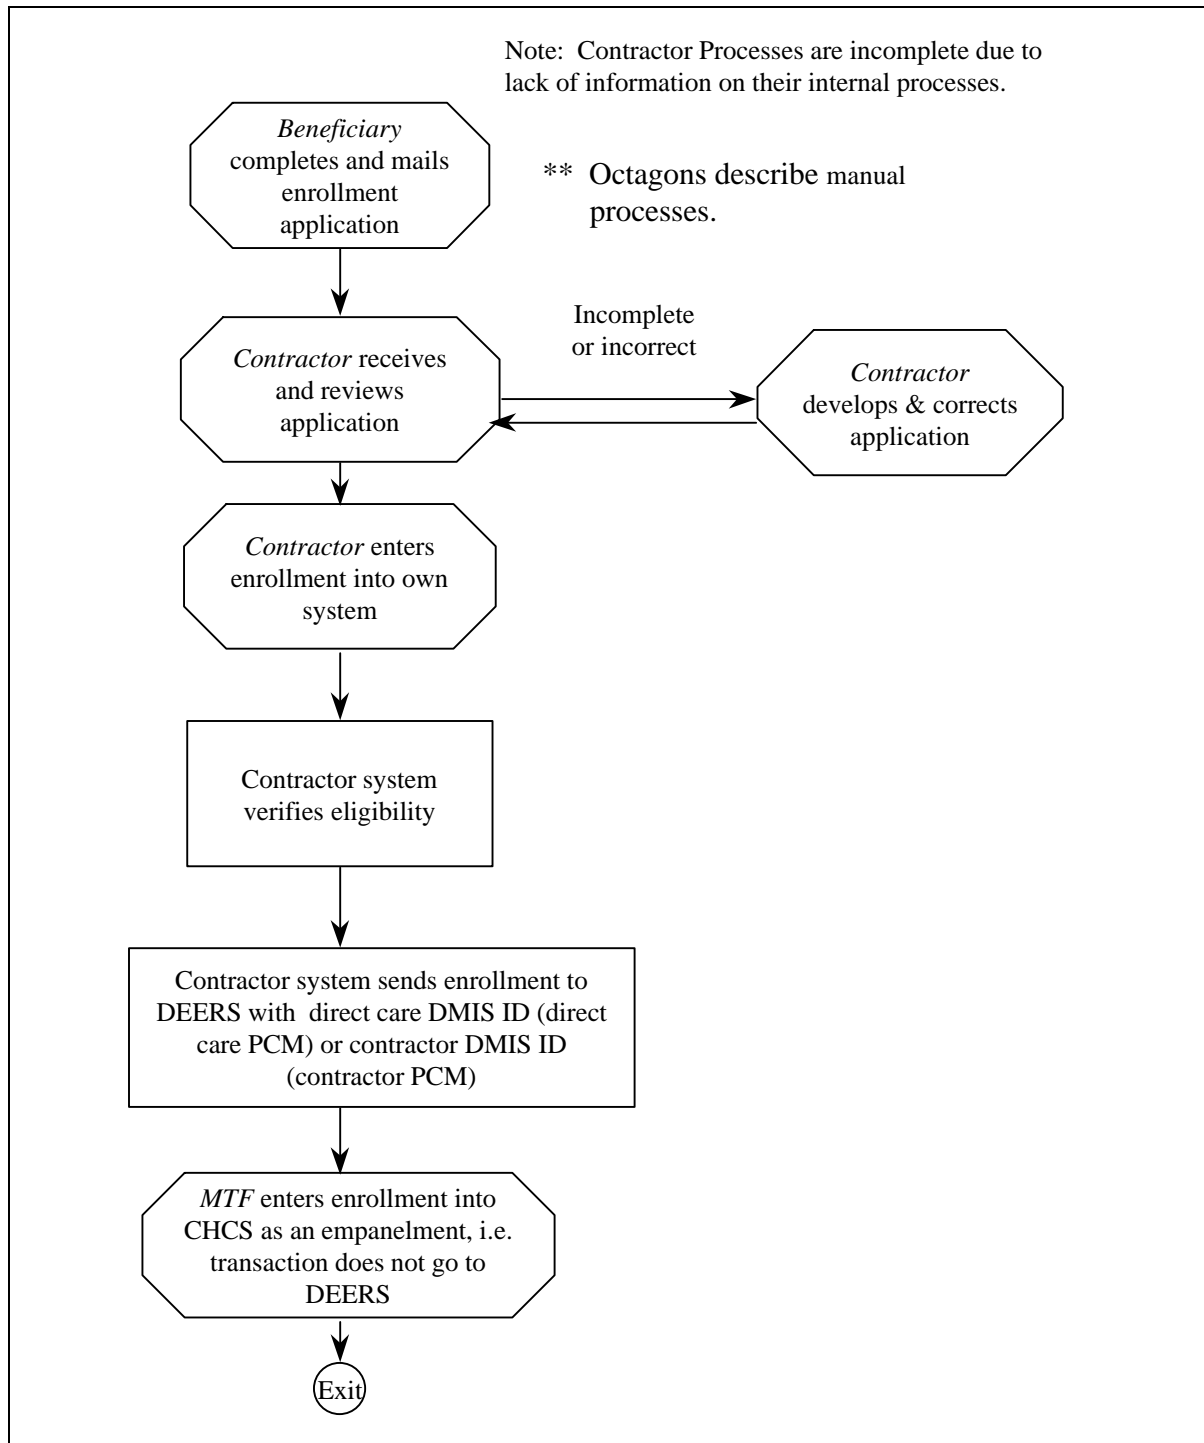 Note: Contractor Processes are incomplete due to
lack of information on their internal processes.
Beneficiary
completes and mails
enrollment
application
** Octagons describe manual
processes.
Incomplete
or incorrect
Contractor receives
and reviews
application
Contractor
develops & corrects
application
Contractor enters
enrollment into own
system
Contractor system
verifies eligibility
Contractor system sends enrollment to
DEERS with direct care DMIS ID (direct
care PCM) or contractor DMIS ID
(contractor PCM)
MTF enters enrollment into
CHCS as an empanelment, i.e.
transaction does not go to
DEERS
Exit